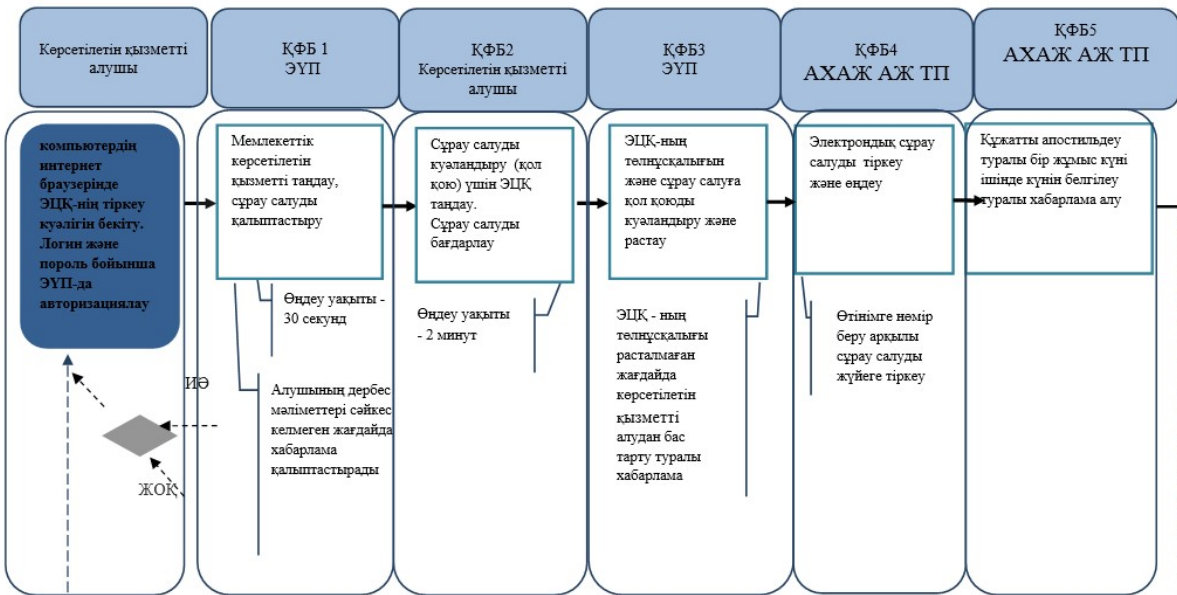 Көрсетілетін қызметті
алушы
ҚФБ 1
ЭҮП
ҚФБ2
Көрсетілетін қызметті
алушы
ҚФБ3
ЭҮП
ҚФБ4
АХАЖ АЖ ТП
ҚФБ5
АХАЖ АЖ ТП
компьютердің
интернет
браузерінде
ЭЦҚ-нің тіркеу
куәлігін бекіту.
Логин және
пороль бойынша
ЭҮП-да
авторизациялау
Мемлекеттік
көрсетілетін
қызметті таңдау,
сұрау салуды
қалыптастыру
Сұрау салуды
куәландыру (қол
қою) үшін ЭЦҚ
таңдау.
Сұрау салуды
бағдарлау
ЭЦҚ-ның
төлнұсқалығын
және сұрау салуға
қол қоюды
куәландыру және
растау
Электрондық сұрау
салуды тіркеу
және өңдеу
Құжатты апостильдеу
туралы бір жұмыс күні
ішінде күнін белгілеу
туралы хабарлама алу
Өңдеу уақыты -
30 секунд
Өңдеу уақыты
- 2 минут
ЭЦҚ - ның
төлнұсқалығы
расталмаған
жағдайда
көрсетілетін
қызметті
алудан бас
тарту туралы
хабарлама
Өтінімге нөмір
беру арқылы
сұрау салуды
жүйеге тіркеу
ИӘ
Алушының дербес
мәліметтері сәйкес
келмеген жағдайда
хабарлама
қалыптастырады
ЖОҚ